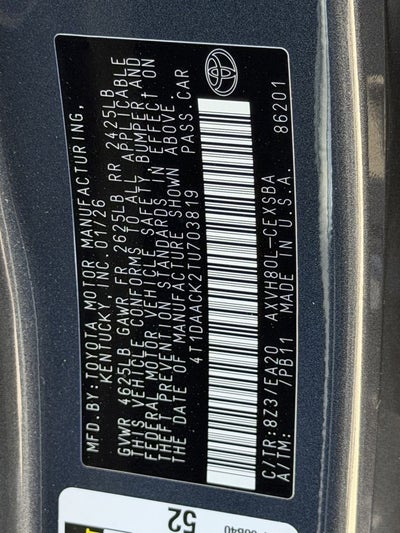 MFD. BY: TOYOTA MOTOR MANUFACTURING,
KENTUCKY, INC. 01/26
GVWR 4625LB GAWR FR 2625LB RR 2425LB
THIS VEHICLE CONFORMS TO ALL APPLICABLE
FEDERAL MOTOR VEHICLE SAFETY, BUMPER AND
THEFT PREVENTION STANDARDS IN EFFECT ON
THE DATE OF MANUFACTURE SHOWN ABOVE.
4T1DAACK2TU703819 PASS. CAR
C/TR: 8Z3/EA20 AXVH80L-CEXSBA
A/TM: /PB11 MADE IN U.S.A. 86201
52